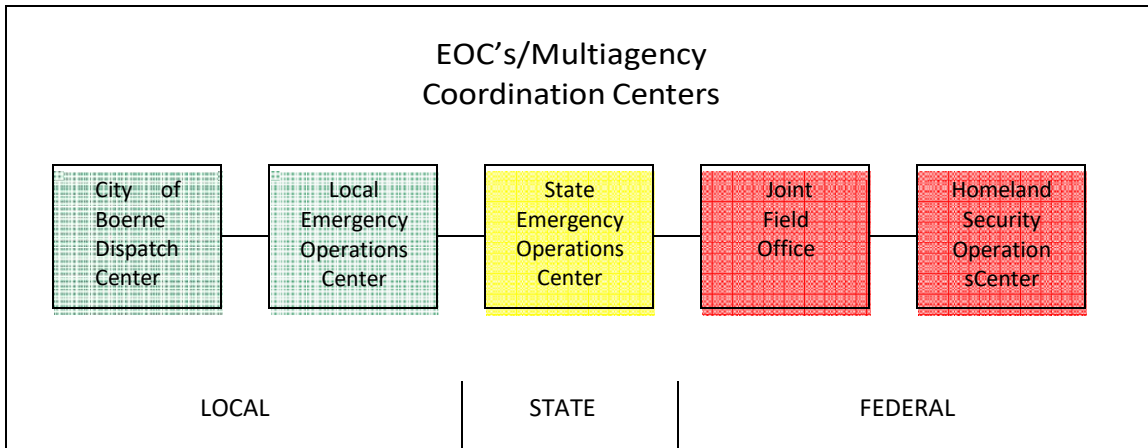 EOC's/Multiagency
Coordination Centers
City of
Boerne
Dispatch
Center
Local
Emergency
Operations
Center
State
Emergency
Operations
Center
Joint
Field
Office
Homeland
Security
Operation
sCenter
LOCAL
STATE
FEDERAL